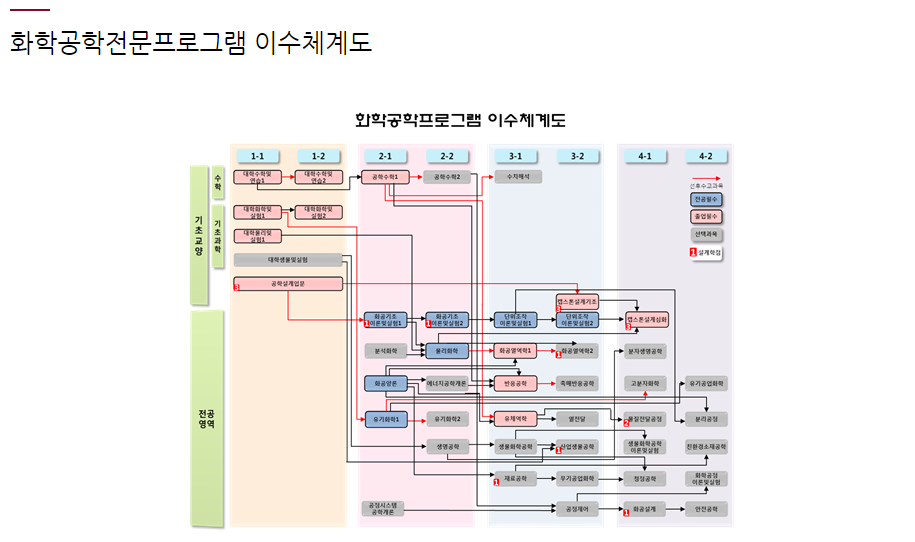 화학공학전문프로그램 이수체계도
화학공학프로그램 이수체계도
1-1 1-2 2-1 2-2 3-1 3-2 4-1 4-2
기초교양
수학
대학수학및
연습1
대학수학및
연습2
공학수학1
공학수학2
수치해석
선후수교과목
전공필수
졸업필수
선택과목
1 설계학점
기초과학
대학화학및
실험1
대학화학및
실험2
대학물리및
실험1
대학생물및실험
공학설계입문
3
캡스톤설계기초
3
전공
영역
화공기초
이론및실험1
1
화공기초
이론및실험2
1
단위조작
이론및실험1
단위조작
이론및실험2
캡스톤설계심화
3
분석화학
물리화학
화공열역학1
화공열역학2
1
분자생명공학
화공양론
에너지공학개론
반응공학
촉매반응공학
고분자화학
유기공업화학
유기화학1
유기화학2
유체역학
열전달
물질전달공정
2
분리공정
생명공학
생물화학공학
산업생물공학
1
생물화학공학
이론및실험
친환경소재공학
재료공학
1
무기공업화학
청정공학
화학공정
이론및실험
공정시스템
공학개론
공정제어
화공설계
1
안전공학